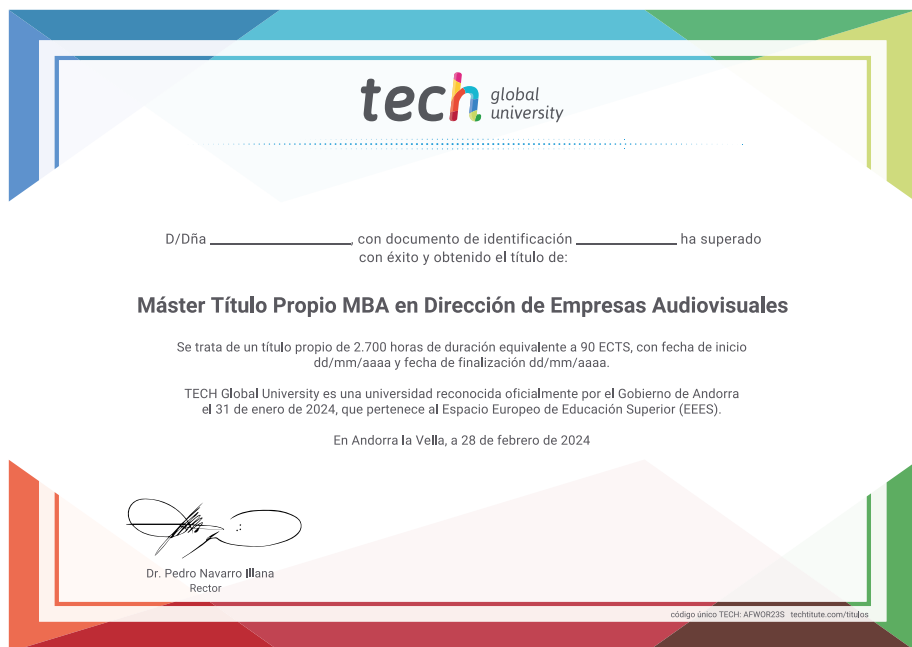 tech global university
D/Dña ________________, con documento de identificación ____________ ha superado
con éxito y obtenido el título de:
Máster Título Propio MBA en Dirección de Empresas Audiovisuales
Se trata de un título propio de 2.700 horas de duración equivalente a 90 ECTS, con fecha de inicio
dd/mm/aaaa y fecha de finalización dd/mm/aaaa.
TECH Global University es una universidad reconocida oficialmente por el Gobierno de Andorra
el 31 de enero de 2024, que pertenece al Espacio Europeo de Educación Superior (EEES).
En Andorra la Vella, a 28 de febrero de 2024
Dr. Pedro Navarro Illana
Rector
código único TECH: AFWOR23S techtitute.com/titulos